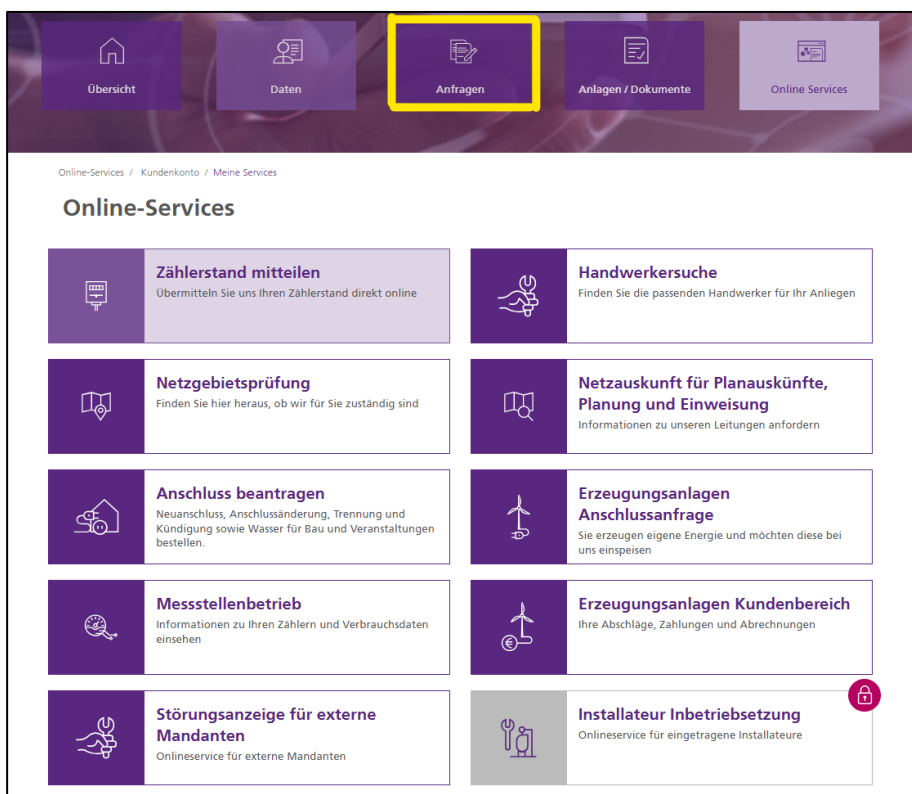 Übersicht
Daten
Anfragen
Anlagen / Dokumente
Online Services
Online-Services / Kundenkonto / Meine Services
Online-Services
Zählerstand mitteilen
Übermitteln Sie uns Ihren Zählerstand direkt online
Handwerkersuche
Finden Sie die passenden Handwerker für Ihr Anliegen
Netzgebietsprüfung
Finden Sie hier heraus, ob wir für Sie zuständig sind
Netzauskunft für Planauskünfte,
Planung und Einweisung
Informationen zu unseren Leitungen anfordern
Anschluss beantragen
Neuanschluss, Anschlussänderung, Trennung und
Kündigung sowie Wasser für Bau und Veranstaltungen
bestellen.
Erzeugungsanlagen
Anschlussanfrage
Sie erzeugen eigene Energie und möchten diese bei
uns einspeisen
Messstellenbetrieb
Informationen zu Ihren Zählern und Verbrauchsdaten
einsehen
Erzeugungsanlagen Kundenbereich
Ihre Abschläge, Zahlungen und Abrechnungen
Störungsanzeige für externe
Mandanten
Onlineservice für externe Mandanten
Installateur Inbetriebsetzung
Onlineservice für eingetragene Installateure